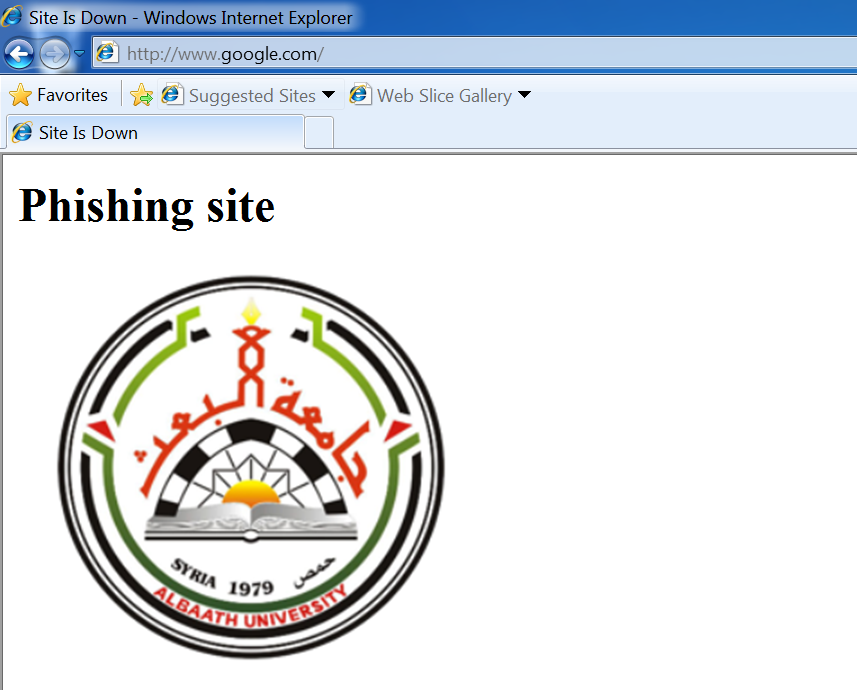 Site Is Down - Windows Internet Explorer
http://www.google.com/
Favorites
Suggested Sites
Web Slice Gallery
Site Is Down
Phishing site
جامعة البعث
SYRIA 1979 حمص
ALBAATH UNIVERSITY